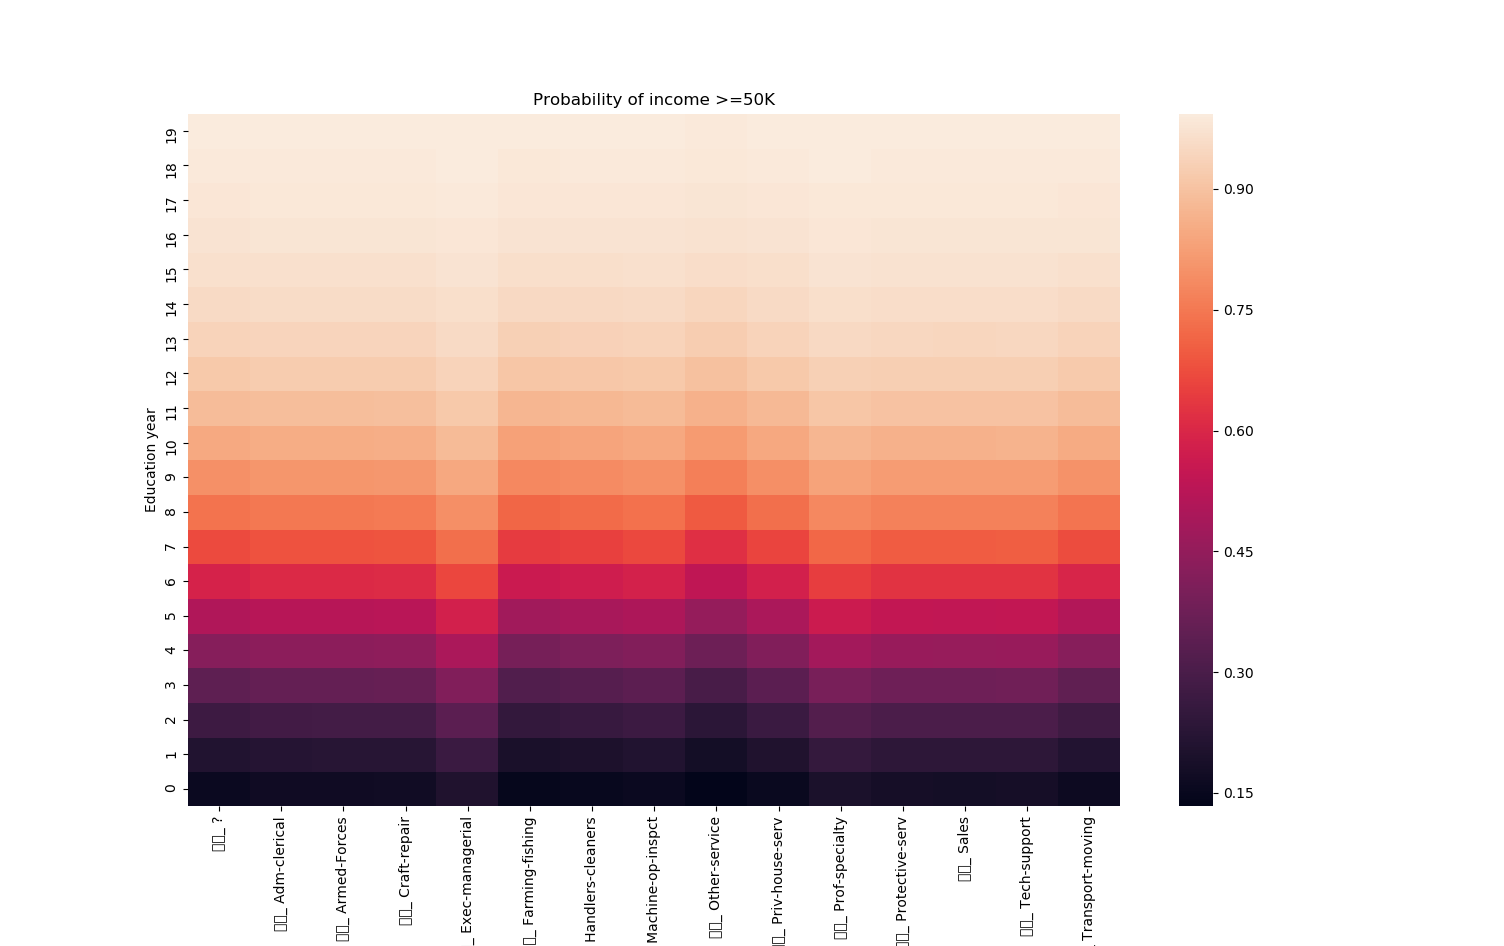 Probability of income >=50K
Education year
19
18
17
16
15
14
13
12
11
10
9
8
7
6
5
4
3
2
1
0
_ ?
_ Adm-clerical
_ Armed-Forces
_ Craft-repair
_ Exec-managerial
_ Farming-fishing
Handlers-cleaners
Machine-op-inspct
_ Other-service
_ Priv-house-serv
_ Prof-specialty
_ Protective-serv
_ Sales
_ Tech-support
_ Transport-moving
0.90
0.75
0.60
0.45
0.30
0.15